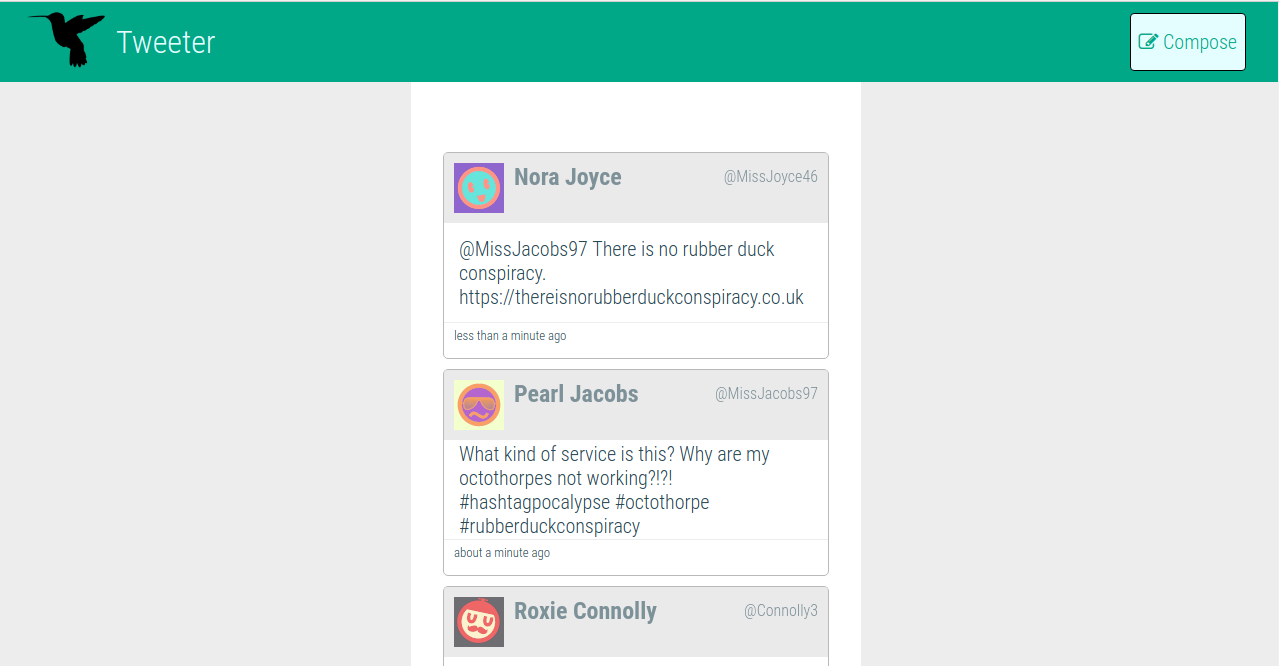 Tweeter
Compose
Nora Joyce
@MissJoyce46
@MissJacobs97 There is no rubber duck
conspiracy.
https://thereisnorubberduckconspiracy.co.uk
less than a minute ago
Pearl Jacobs
@MissJacobs97
What kind of service is this? Why are my
octothorpes not working?!?!
#hashtagpocalypse #octothorpe
#rubberduckconspiracy
about a minute ago
Roxie Connolly
@Connolly3